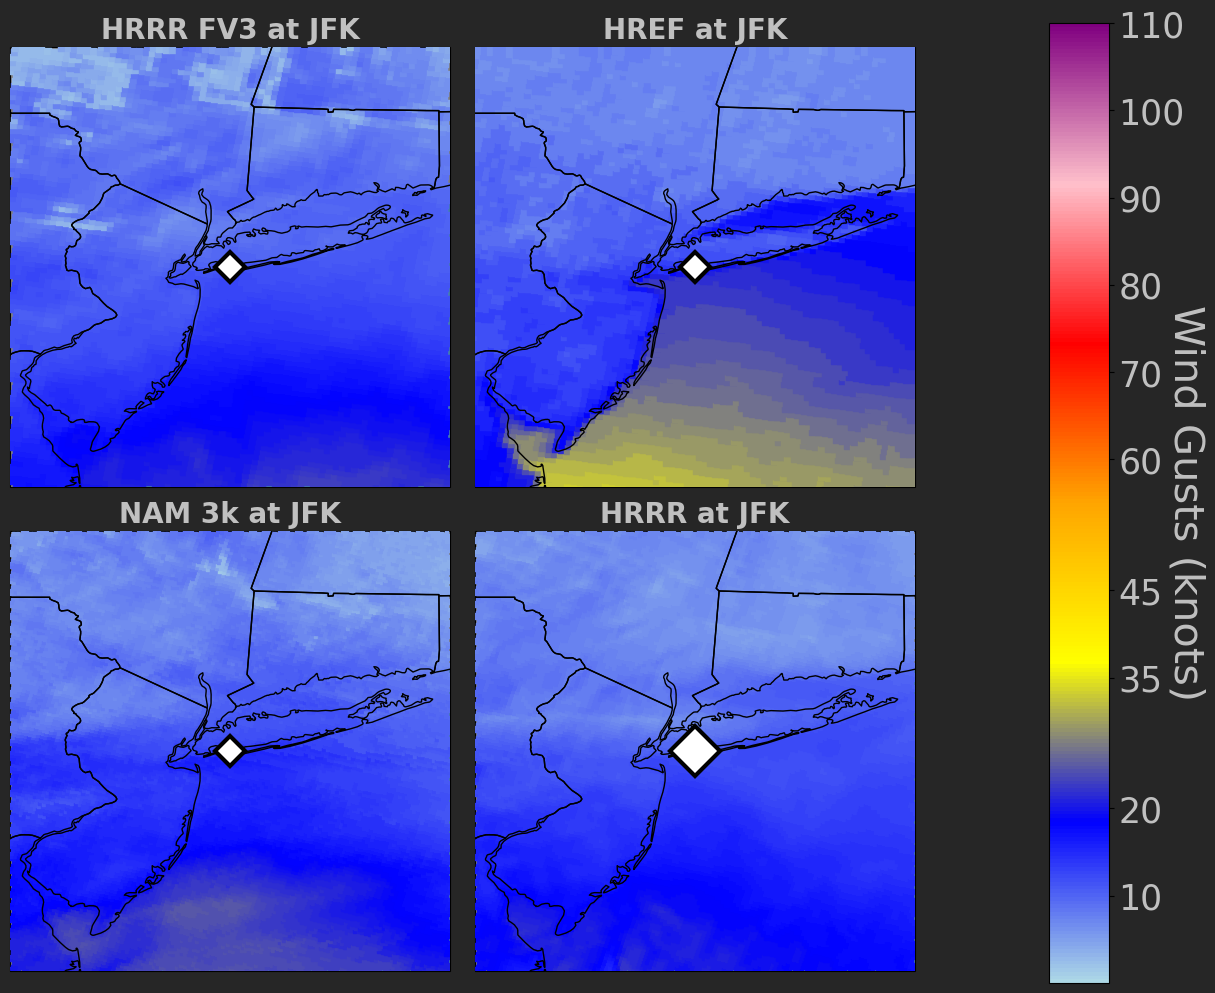 HRRR FV3 at JFK
HREF at JFK
NAM 3k at JFK
HRRR at JFK
110
100
90
80
70
60
45
35
20
10
Wind Gusts (knots)